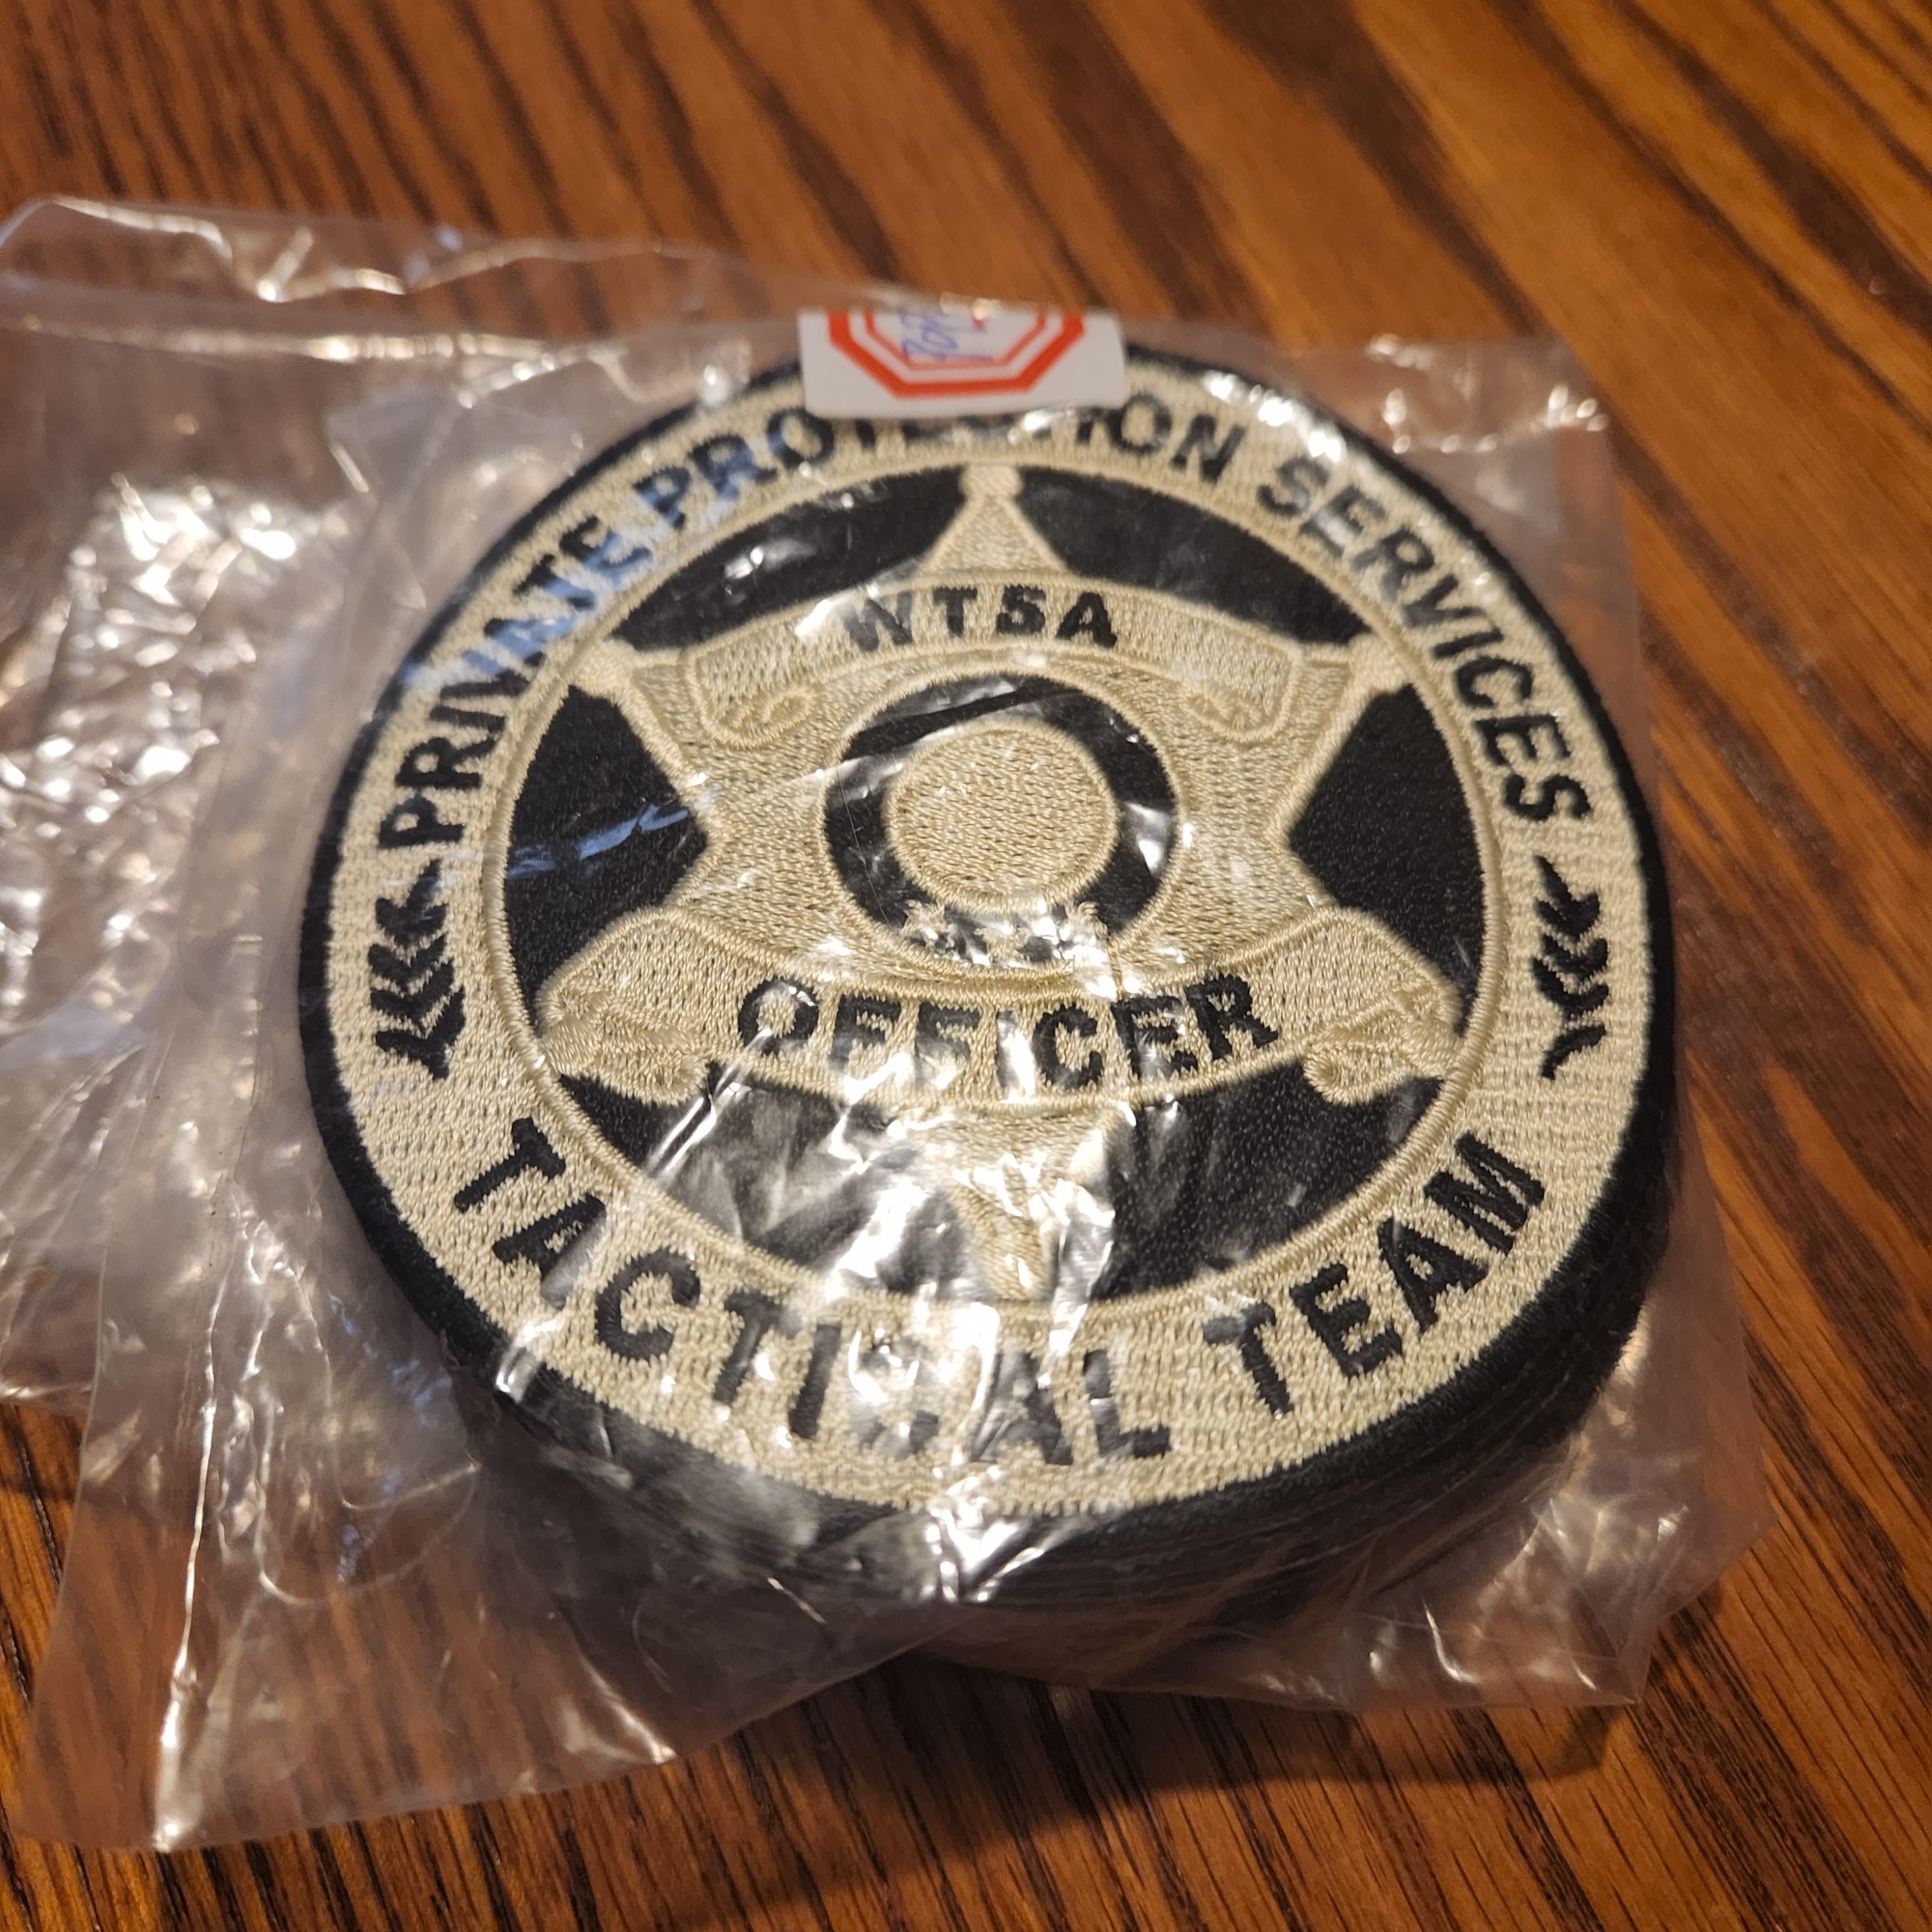 PRIVATE PROTECTION SERVICES
WTSA
OFFICER
TACTICAL TEAM